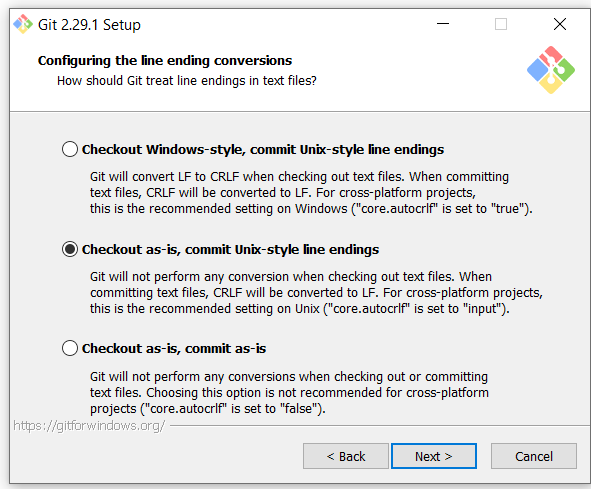 Git 2.29.1 Setup
Configuring the line ending conversions
How should Git treat line endings in text files?
Checkout Windows-style, commit Unix-style line endings
Git will convert LF to CRLF when checking out text files. When committing
text files, CRLF will be converted to LF. For cross-platform projects,
this is the recommended setting on Windows ("core.autocrlf" is set to "true").
Checkout as-is, commit Unix-style line endings
Git will not perform any conversion when checking out text files. When
committing text files, CRLF will be converted to LF. For cross-platform projects,
this is the recommended setting on Unix ("core.autocrlf" is set to "input").
Checkout as-is, commit as-is
Git will not perform any conversions when checking out or committing
text files. Choosing this option is not recommended for cross-platform
projects ("core.autocrlf" is set to "false").
https://gitforwindows.org/
< Back Next > Cancel